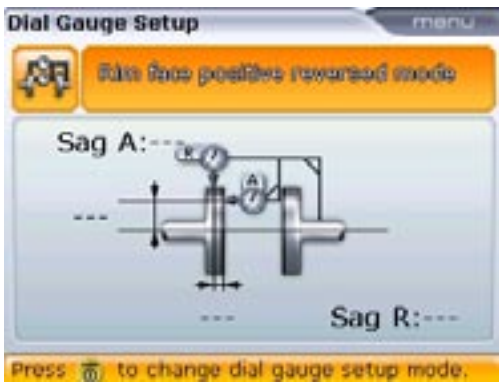 Dial Gauge Setup
menu
Rim face positive reversed mode
Sag A:---
R
A
---
---
Sag R:---
Press to change dial gauge setup mode.